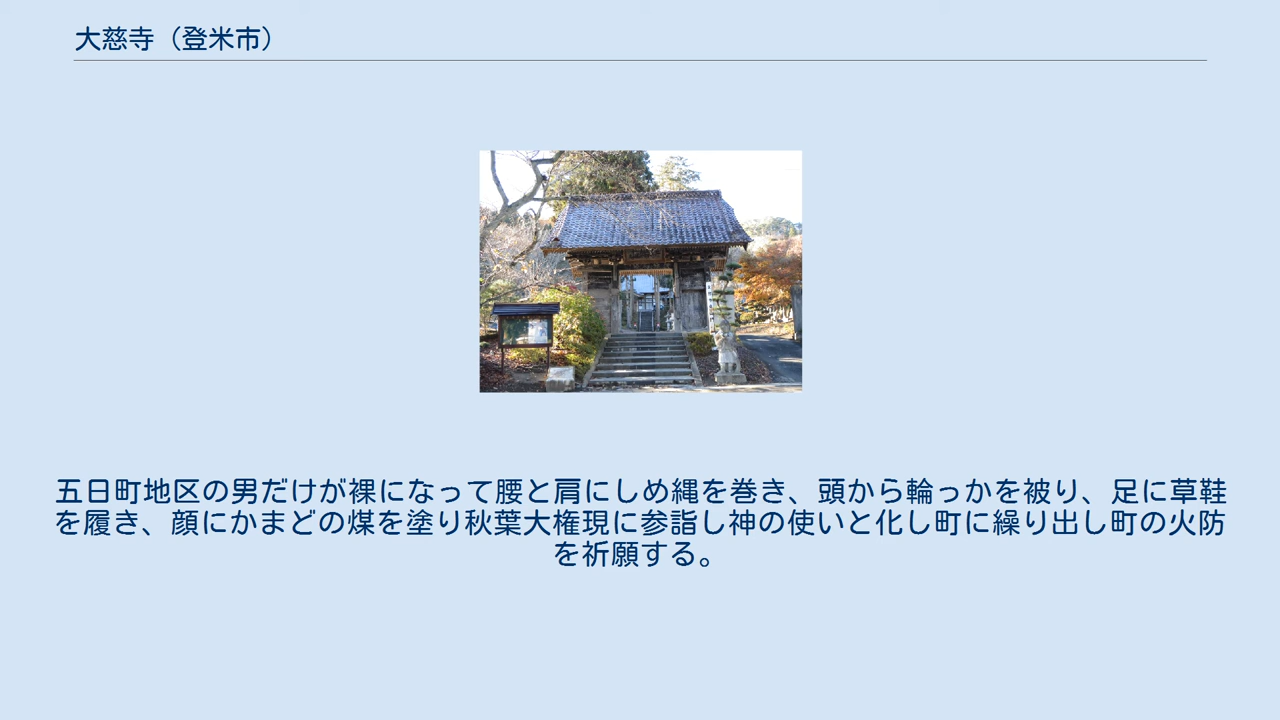 大慈寺（登米市）
五日町地区の男だけが裸になって腰と肩にしめ縄を巻き、頭から輪っかを被り、足に草鞋
を履き、顔にかまどの煤を塗り秋葉大権現に参詣し神の使いと化し町に繰り出し町の火防
を祈願する。